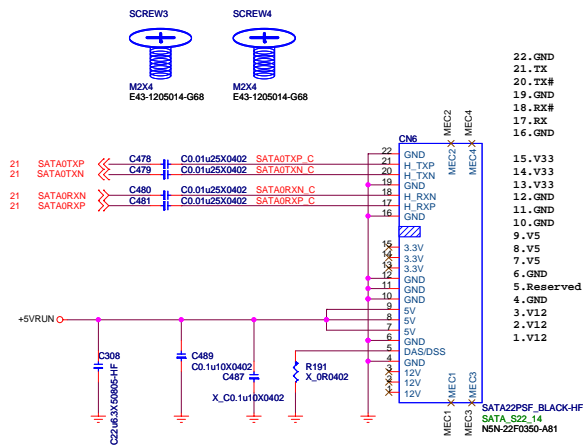 SCREW3
SCREW4
M2X4
E43-1205014-G68
M2X4
E43-1205014-G68
21 SATA0TXP C478 C0.01u25X0402 SATA0TXP_C
21 SATA0TXN C479 C0.01u25X0402 SATA0TXN_C
21 SATA0RXN C480 C0.01u25X0402 SATA0RXN_C
21 SATA0RXP C481 C0.01u25X0402 SATA0RXP_C
CN6
MEC2
MEC4
MEC2
MEC4
22 GND
21 H_TXP
20 H_TXN
19 GND
18 H_RXN
17 H_RXP
16 GND
15 3.3V
14 3.3V
13 3.3V
12 GND
11 GND
10 GND
9 5V
8 5V
7 5V
6 GND
5 DAS/DSS
4 GND
3 12V
2 12V
1 12V
MEC1
MEC3
MEC1
MEC3
+5VRUN
C308
C22u6.3X50805-HF
C489
C0.1u10X0402
C487
X_C0.1u10X0402
R191
X_0R0402
SATA22PSF_BLACK-HF
SATA_S22_14
N5N-22F0350-A81
22.GND
21.TX
20.TX#
19.GND
18.RX#
17.RX
16.GND
15.V33
14.V33
13.V33
12.GND
11.GND
10.GND
9.V5
8.V5
7.V5
6.GND
5.Reserved
4.GND
3.V12
2.V12
1.V12